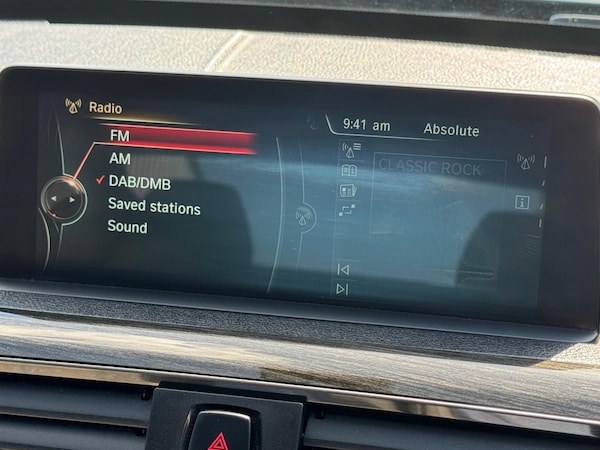 Radio
FM
AM
DAB/DMB
Saved stations
Sound
9:41 am Absolute
CLASSIC ROCK